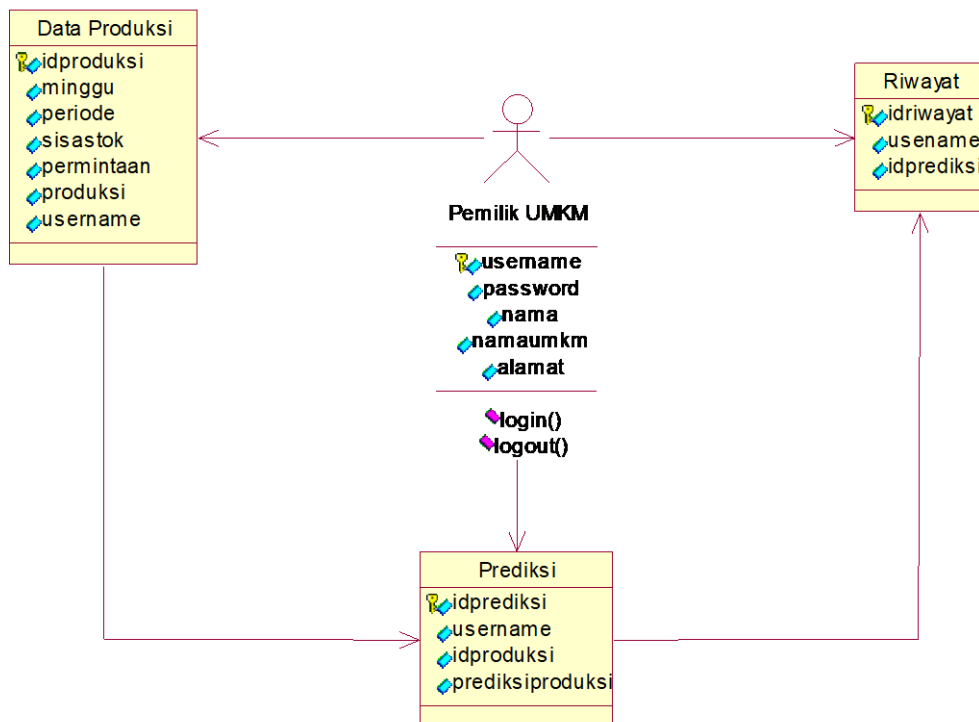 Data Produksi
idproduksi
minggu
periode
sisastok
permintaan
produksi
username
Pemilik UMKM
username
password
nama
namaumkm
alamat
login()
logout()
Riwayat
idriwayat
usename
idprediksi
Prediksi
idprediksi
username
idproduksi
prediksiproduksi